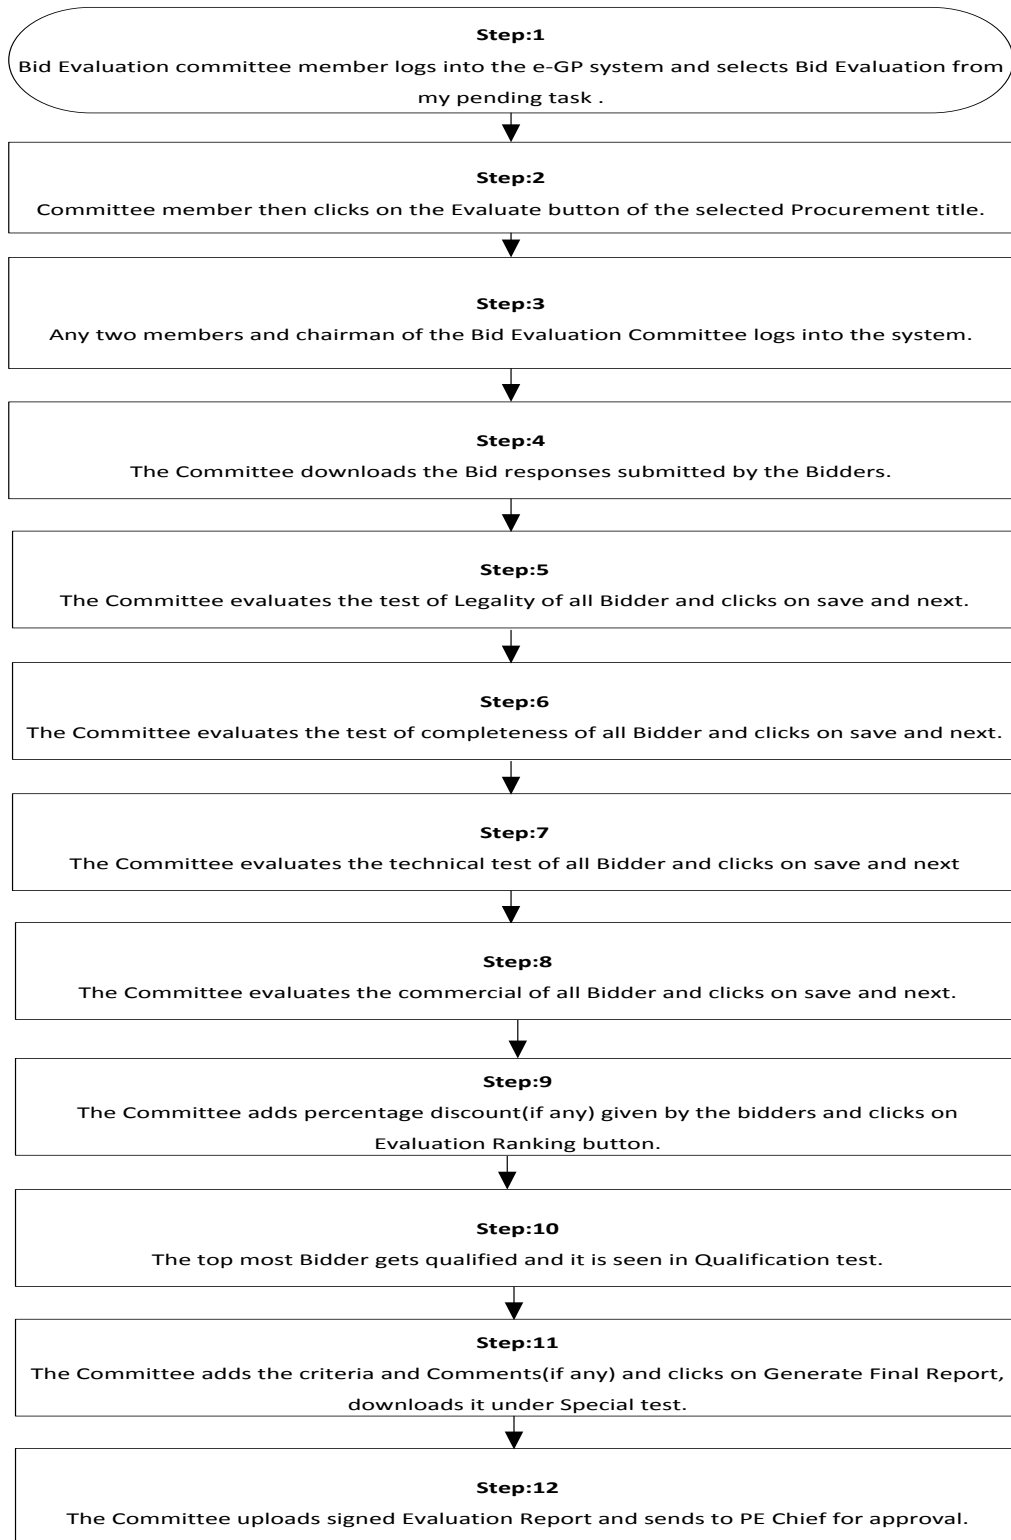 Step:1
Bid Evaluation committee member logs into the e-GP system and selects Bid Evaluation from
my pending task .
Step:2
Committee member then clicks on the Evaluate button of the selected Procurement title.
Step:3
Any two members and chairman of the Bid Evaluation Committee logs into the system.
Step:4
The Committee downloads the Bid responses submitted by the Bidders.
Step:5
The Committee evaluates the test of Legality of all Bidder and clicks on save and next.
Step:6
The Committee evaluates the test of completeness of all Bidder and clicks on save and next.
Step:7
The Committee evaluates the technical test of all Bidder and clicks on save and next
Step:8
The Committee evaluates the commercial of all Bidder and clicks on save and next.
Step:9
The Committee adds percentage discount(if any) given by the bidders and clicks on
Evaluation Ranking button.
Step:10
The top most Bidder gets qualified and it is seen in Qualification test.
Step:11
The Committee adds the criteria and Comments(if any) and clicks on Generate Final Report,
downloads it under Special test.
Step:12
The Committee uploads signed Evaluation Report and sends to PE Chief for approval.